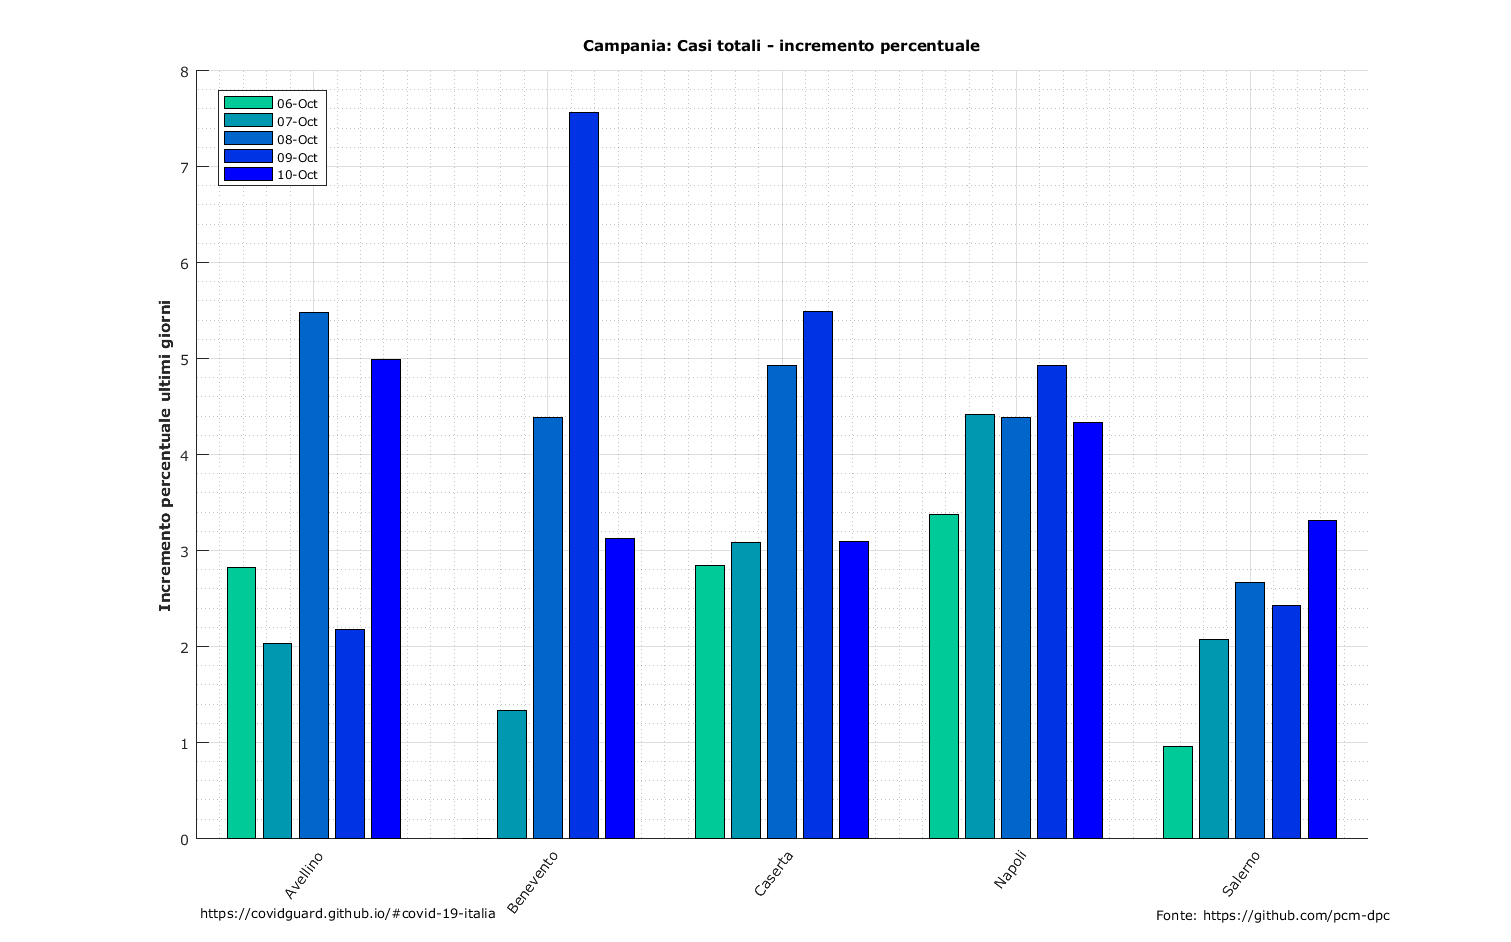 Campania: Casi totali - incremento percentuale
8
7
6
5
4
3
2
1
0
Incremento percentuale ultimi giorni
06-Oct
07-Oct
08-Oct
09-Oct
10-Oct
Avellino
Benevento
Caserta
Napoli
Salerno
https://covidguard.github.io/#covid-19-italia
Fonte: https://github.com/pcm-dpc